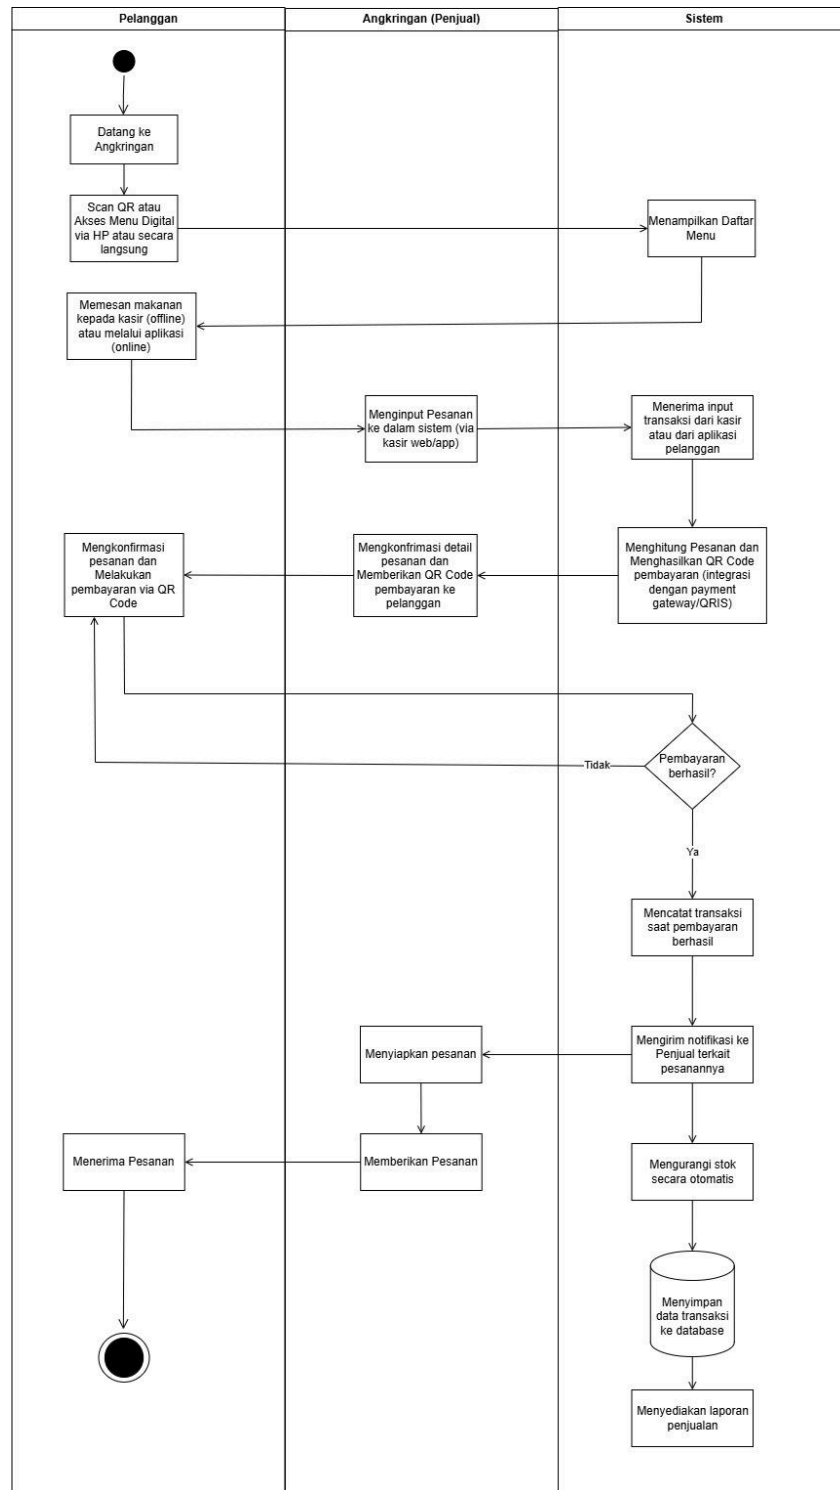 Pelanggan
Angkringan (Penjual)
Sistem
Datang ke
Angkringan
Scan QR atau
Akses Menu Digital
via HP atau secara
langsung
Menampilkan Daftar
Menu
Memesan makanan
kepada kasir (offline)
atau melalui aplikasi
(online)
Menginput Pesanan
ke dalam sistem (via
kasir web/app)
Menerima input
transaksi dari kasir
atau dari aplikasi
pelanggan
Mengkonfirmasi
pesanan dan
Melakukan
pembayaran via QR
Code
Mengkonfrimasi detail
pesanan dan
Memberikan QR Code
pembayaran ke
pelanggan
Menghitung Pesanan dan
Menghasilkan QR Code
pembayaran (integrasi
dengan payment
gateway/QRIS)
Tidak
Pembayaran
berhasil?
Ya
Mencatat transaksi
saat pembayaran
berhasil
Menyiapkan pesanan
Mengirim notifikasi ke
Penjual terkait
pesanannya
Menerima Pesanan
Memberikan Pesanan
Mengurangi stok
secara otomatis
Menyimpan
data transaksi
ke database
Menyediakan laporan
penjualan